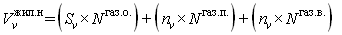 V_v^{жил.н} = (S_v × N^{газ.о.}) + (n_v × N^{газ.п.}) + (n_v × N^{газ.в.})